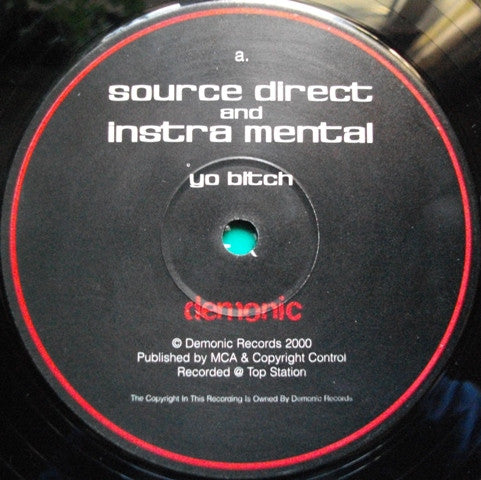 a.
source direct
and
instra mental
yo bitch
demonic
© Demonic Records 2000
Published by MCA & Copyright Control
Recorded @ Top Station
The Copyright In This Recording Is Owned By Demonic Records